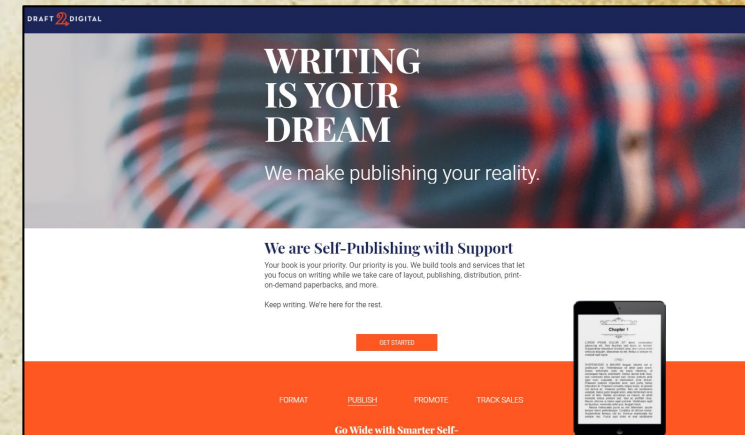 DRAFT2DIGITAL
WRITING
IS YOUR
DREAM
We make publishing your reality.
We are Self-Publishing with Support
Your book is your priority. Our priority is you. We build tools and services that let
you focus on writing while we take care of layout, publishing, distribution, print-
on-demand paperbacks, and more.
Keep writing. We're here for the rest.
GET STARTED
Chapter 1
FORMAT PUBLISH PROMOTE TRACK SALES
Go Wide with Smarter Self-